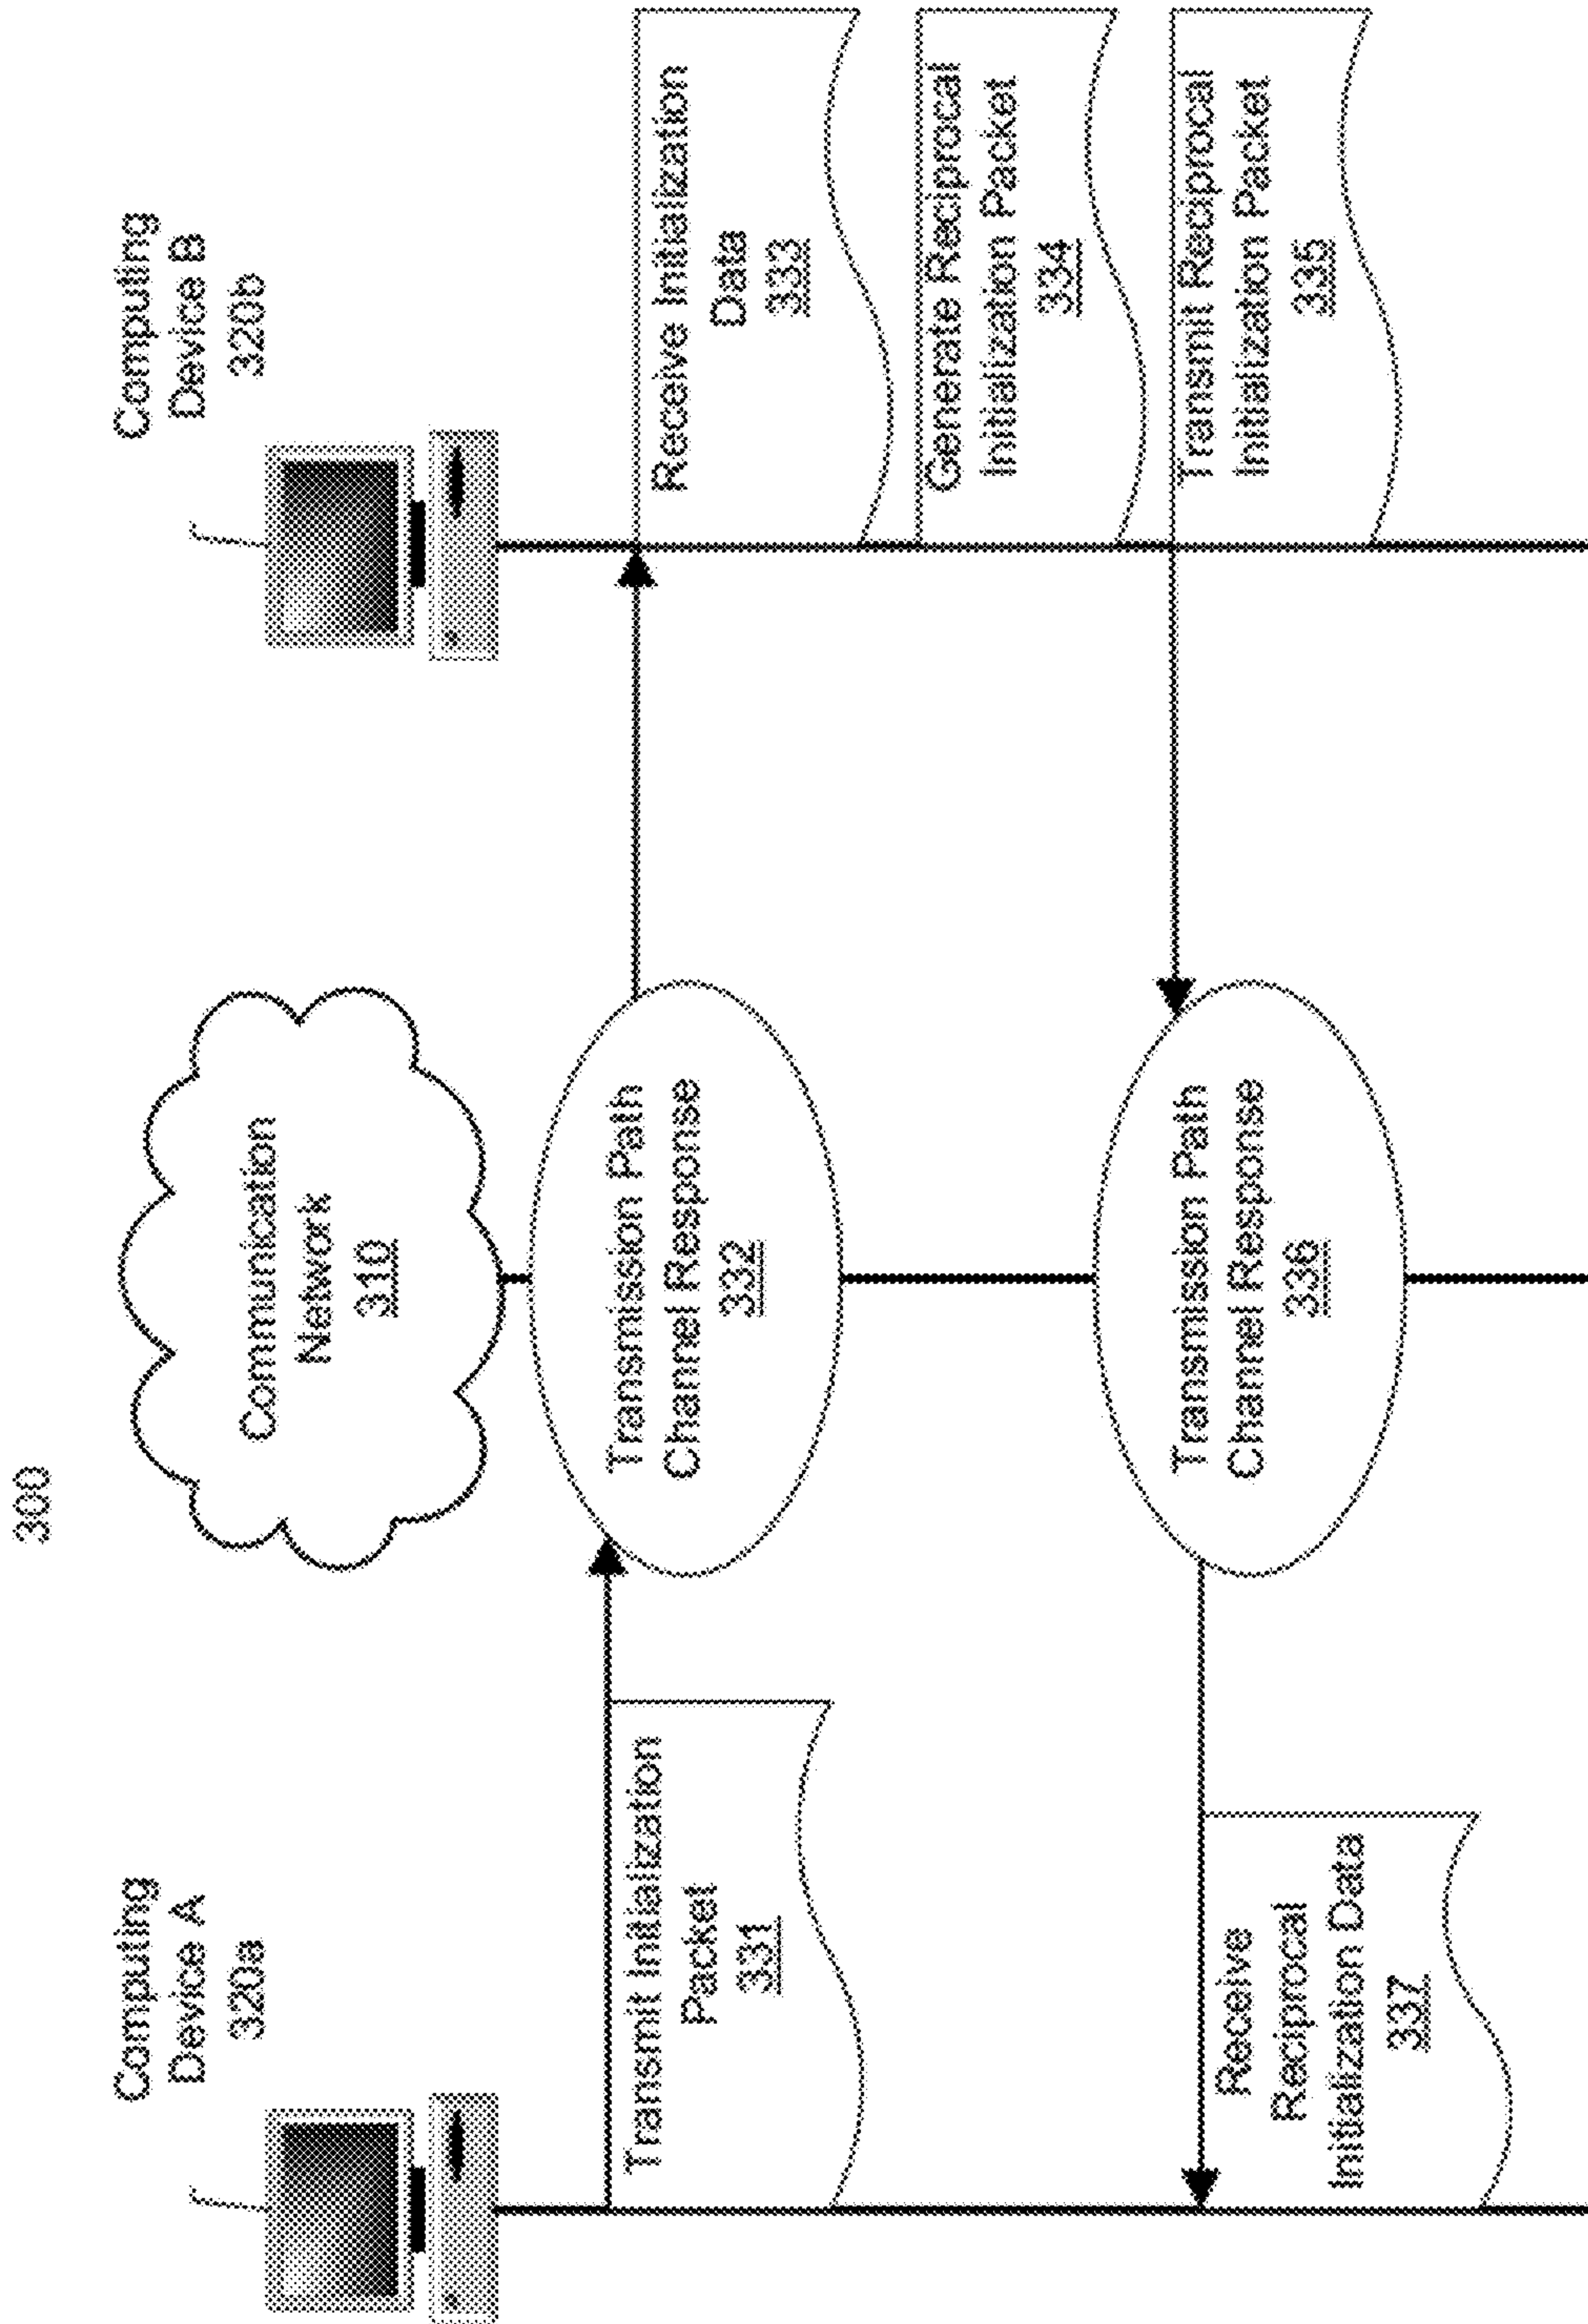 300
Computing
Device A
320a
Communication
Network
310
Computing
Device B
320b
Transmit Initialization
Packet
331
Transmission Path
Channel Response
332
Receive Initialization
Data
333
Generate Reciprocal
Initialization Packet
334
Transmit Reciprocal
Initialization Packet
335
Transmission Path
Channel Response
336
Receive
Reciprocal
Initialization Data
337